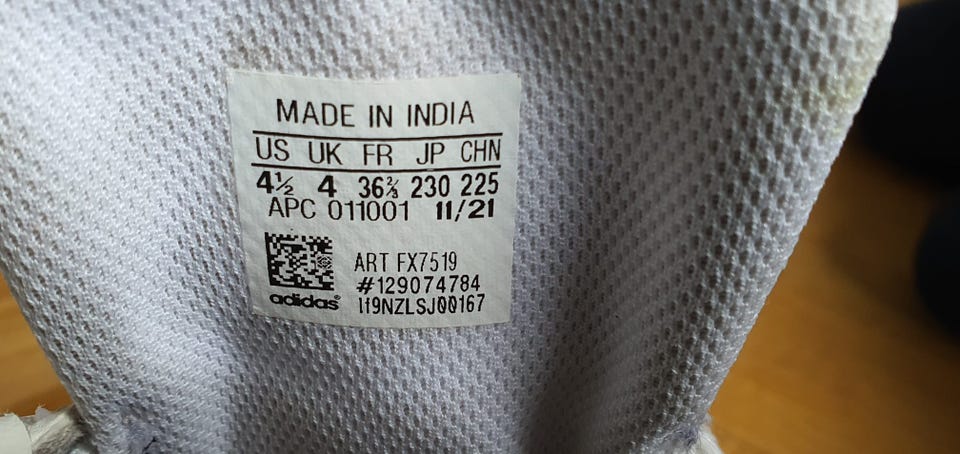 MADE IN INDIA
US UK FR JP CHN
4½ 4 36⅔ 230 225
APC 011001 11/21
ART FX7519
#129074784
adidas® 1f9NZLSJ00167